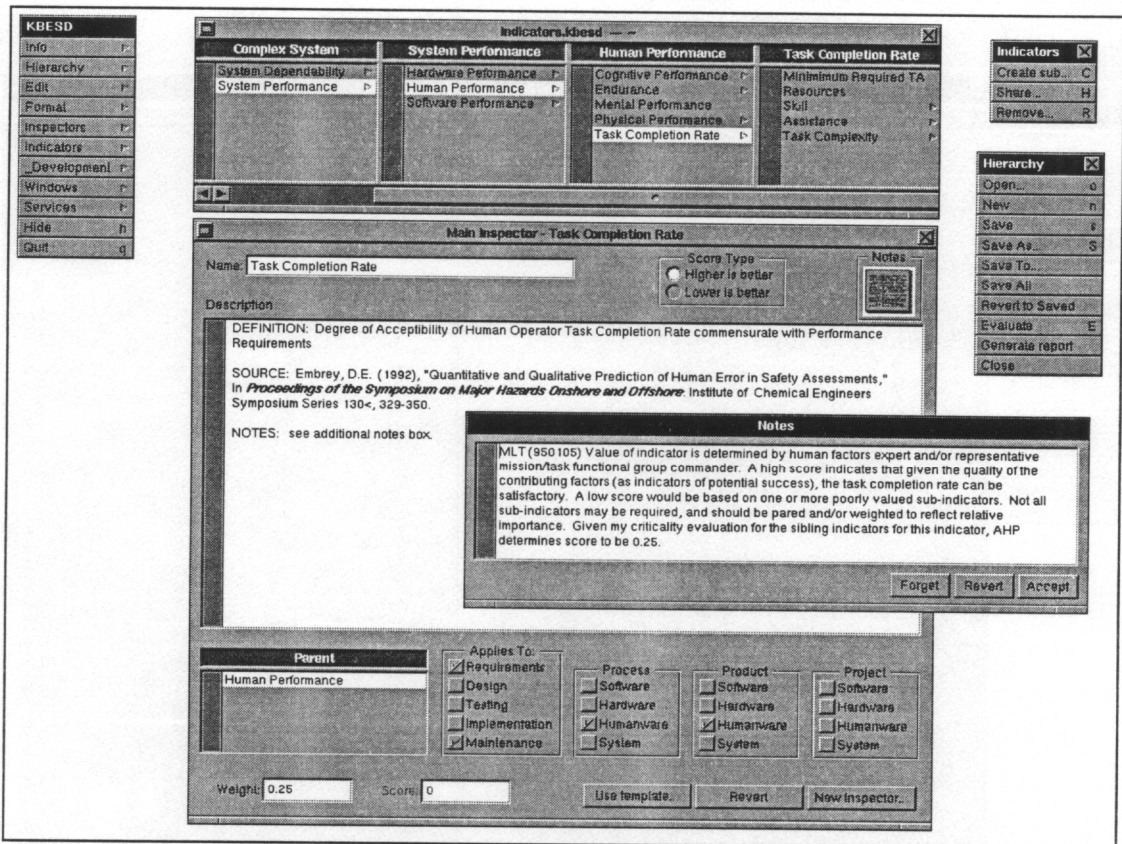 KBESD
Info
Hierarchy
Edit
Format
Inspectors
Indicators
_Development
Windows
Services
Hide h
Quit q
Indicators.kbesd — ~
Complex System
System Dependability
System Performance
System Performance
Hardware Peformance
Human Performance
Software Peformance
Human Performance
Cognitive Performance
Endurance
Mental Performance
Physical Performance
Task Completion Rate
Task Completion Rate
Minimimum Required TA
Resources
Skill
Assistance
Task Complexity
Indicators
Create sub... C
Share... H
Remove... R
Hierarchy
Open... o
New n
Save s
Save As... S
Save To...
Save All
Revert to Saved
Evaluate E
Generate report
Close
Main Inspector - Task Completion Rate
Name: Task Completion Rate
Score Type
Higher is better
Lower is better
Notes
Description
DEFINITION: Degree of Acceptibility of Human Operator Task Completion Rate commensurate with Performance
Requirements
SOURCE: Embrey, D.E. (1992), "Quantitative and Qualitative Prediction of Human Error in Safety Assessments,"
In Proceedings of the Symposium on Major Hazards Onshore and Offshore. Institute of Chemical Engineers
Symposium Series 130<, 329-350.
NOTES: see additional notes box.
Notes
MLT (950105) Value of indicator is determined by human factors expert and/or representative
mission/task functional group commander. A high score indicates that given the quality of the
contributing factors (as indicators of potential success), the task completion rate can be
satisfactory. A low score would be based on one or more poorly valued sub-indicators. Not all
sub-indicators may be required, and should be pared and/or weighted to reflect relative
importance. Given my criticality evaluation for the sibling indicators for this indicator, AHP
determines score to be 0.25.
Forget Revert Accept
Parent
Human Performance
Applies To:
Requirements
Design
Testing
Implementation
Maintenance
Process
Software
Hardware
Humanware
System
Product
Software
Hardware
Humanware
System
Project
Software
Hardware
Humanware
System
Weight: 0.25 Score: 0
Use template.. Revert New Inspector..